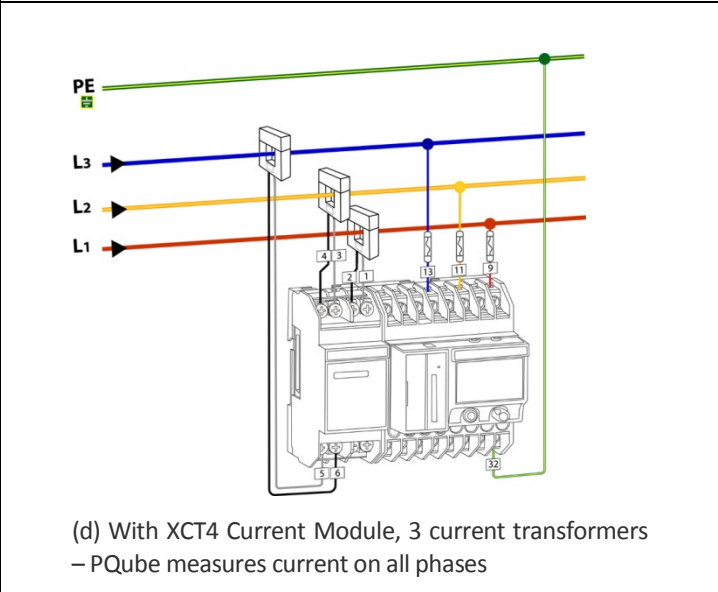 PE
L3
L2
L1
4 3
2 1
13 11 9
5 6
32
(d) With XCT4 Current Module, 3 current transformers
– PQube measures current on all phases